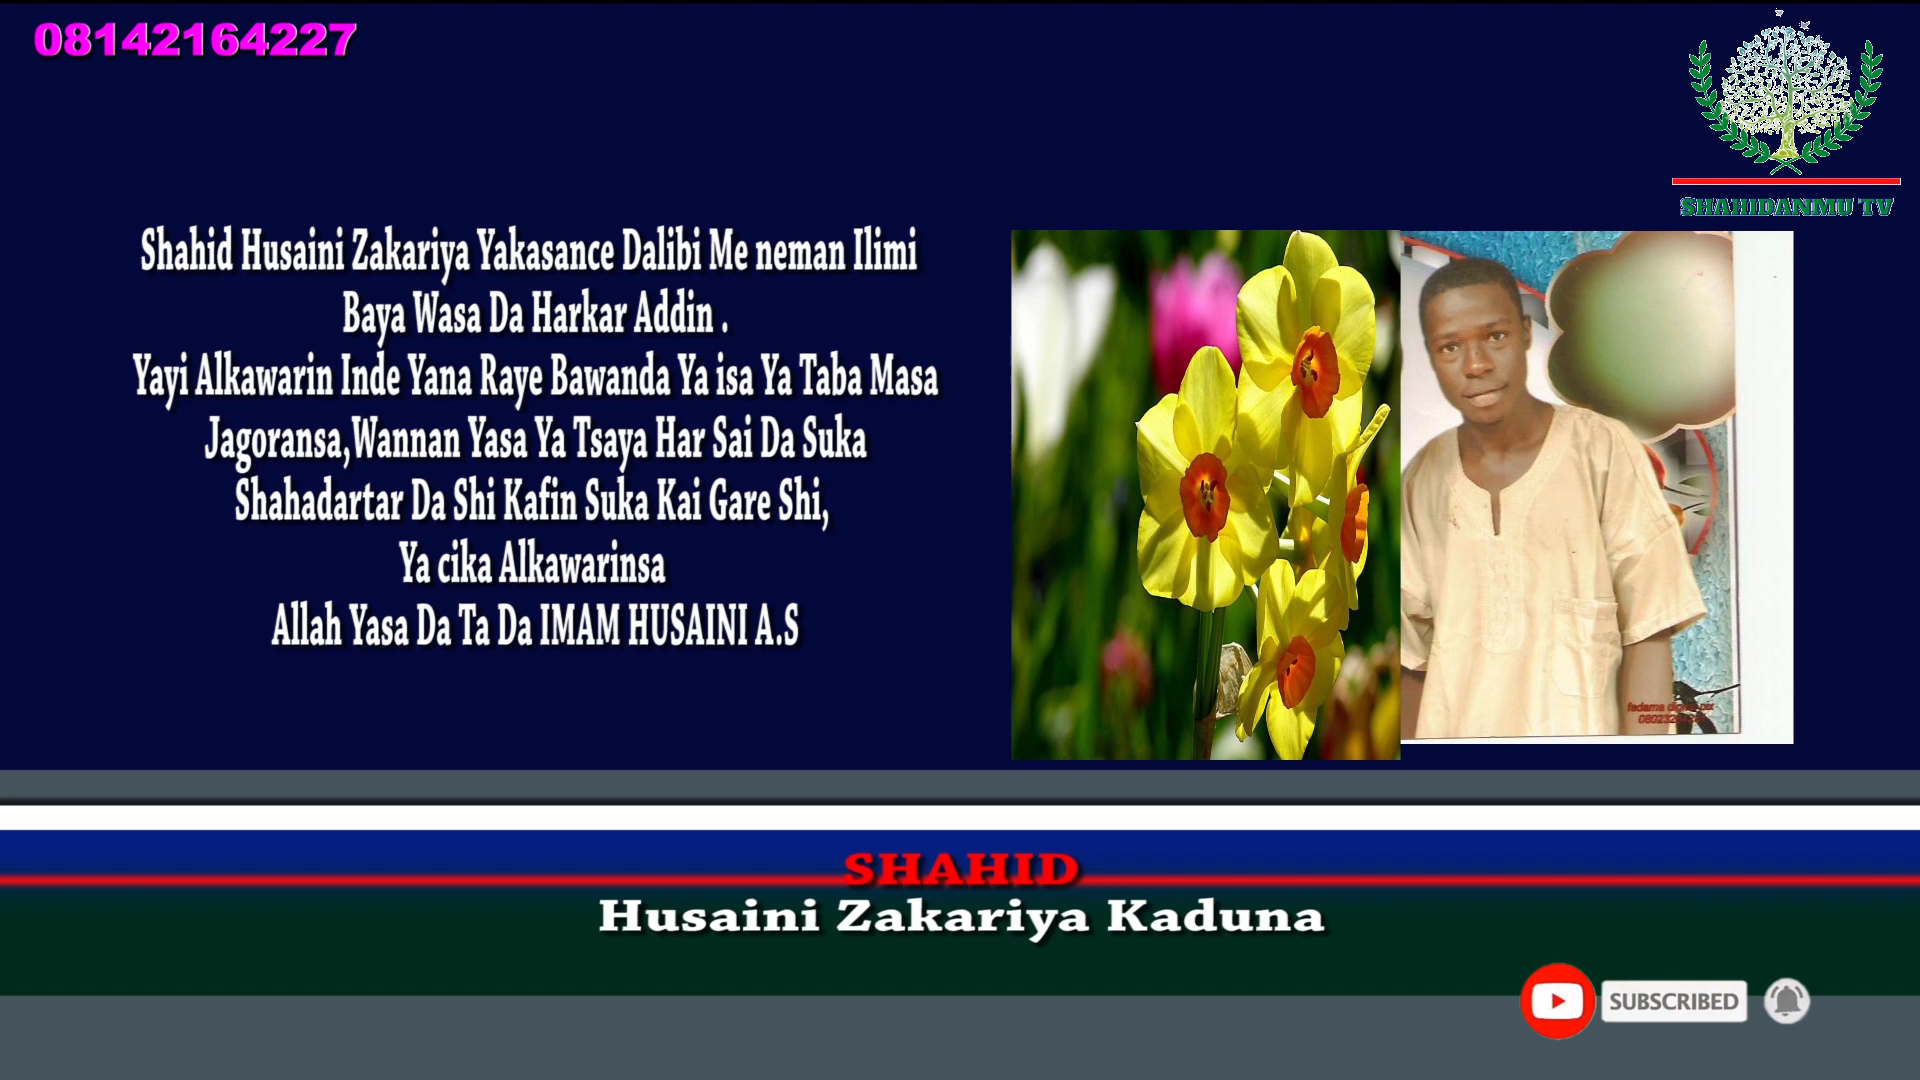 08142164227
SHAHIDANMU TV
Shahid Husaini Zakariya Yakasance Dalibi Me neman Ilimi
Baya Wasa Da Harkar Addin .
Yayi Alkawarin Inde Yana Raye Bawanda Ya isa Ya Taba Masa
Jagoransa,Wannan Yasa Ya Tsaya Har Sai Da Suka
Shahadartar Da Shi Kafin Suka Kai Gare Shi,
Ya cika Alkawarinsa
Allah Yasa Da Ta Da IMAM HUSAINI A.S
fadama
SHAHID
Husaini Zakariya Kaduna
SUBSCRIBED